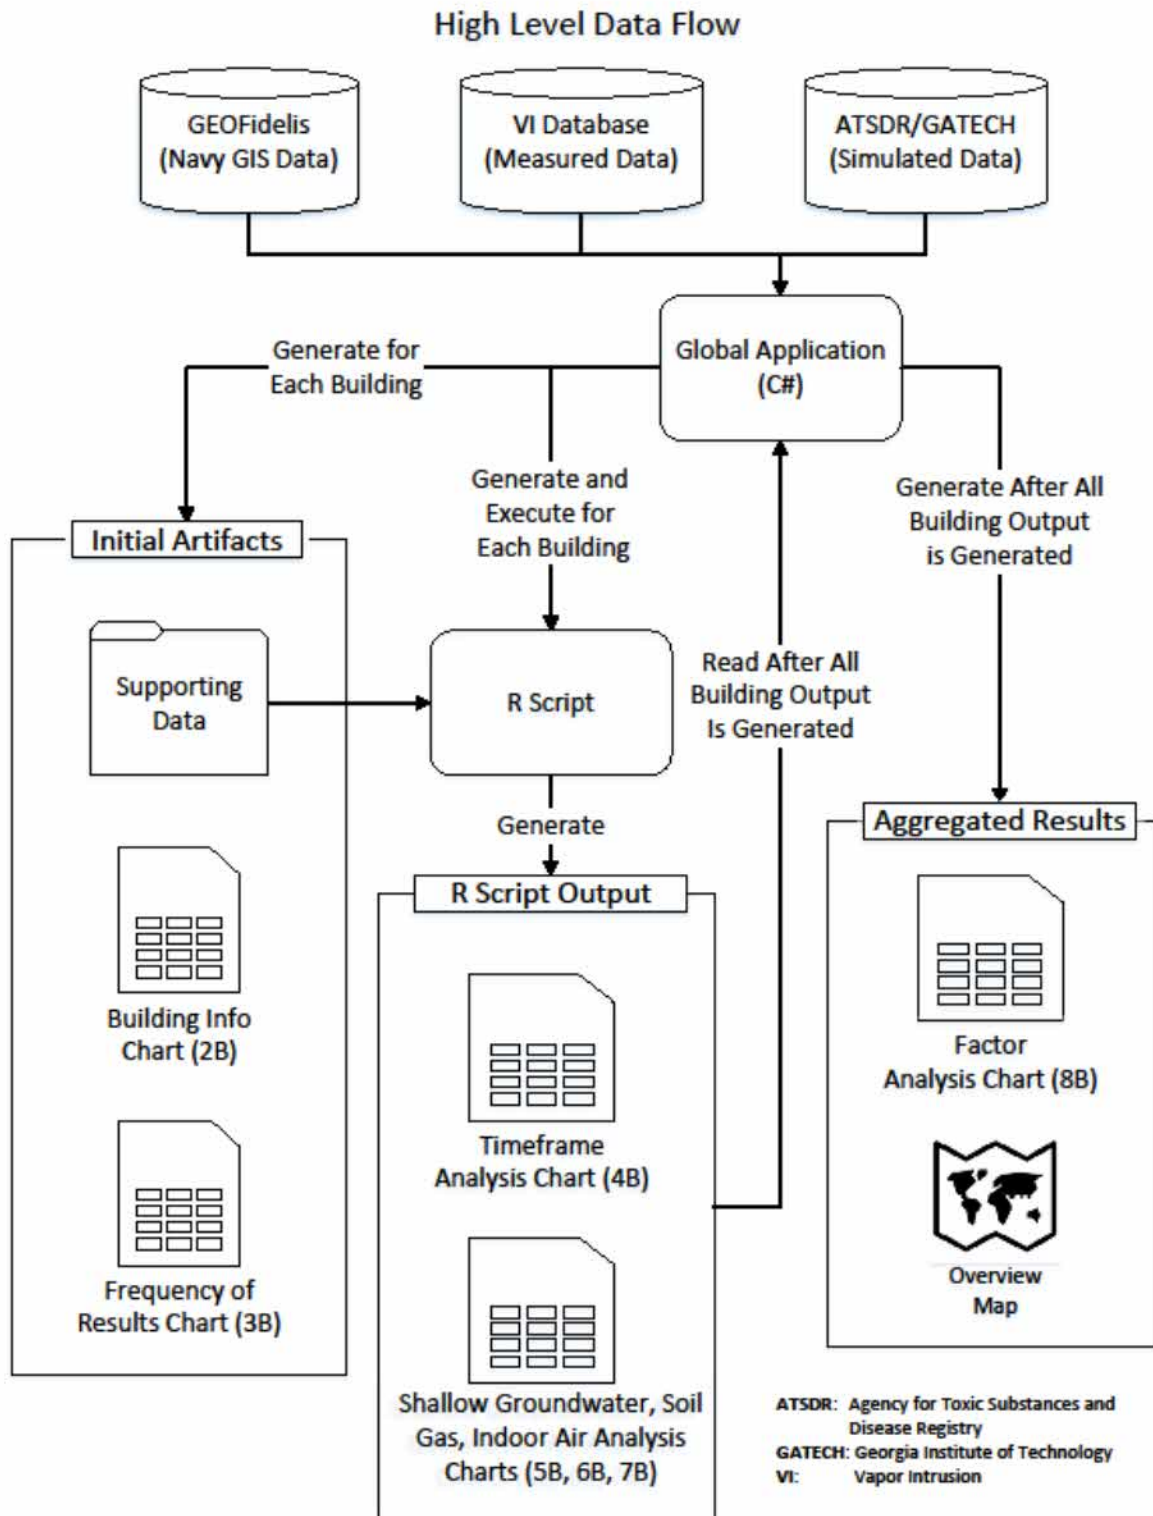 High Level Data Flow
GEOFidelis
(Navy GIS Data)
VI Database
(Measured Data)
ATSDR/GATECH
(Simulated Data)
Global Application
(C#)
Generate for
Each Building
Generate and
Execute for
Each Building
Generate After All
Building Output
is Generated
Initial Artifacts
Supporting
Data
R Script
Read After All
Building Output
Is Generated
Generate
Building Info
Chart (2B)
Frequency of
Results Chart (3B)
R Script Output
Timeframe
Analysis Chart (4B)
Shallow Groundwater, Soil
Gas, Indoor Air Analysis
Charts (5B, 6B, 7B)
Aggregated Results
Factor
Analysis Chart (8B)
Overview
Map
ATSDR: Agency for Toxic Substances and
Disease Registry
GATECH: Georgia Institute of Technology
VI: Vapor Intrusion